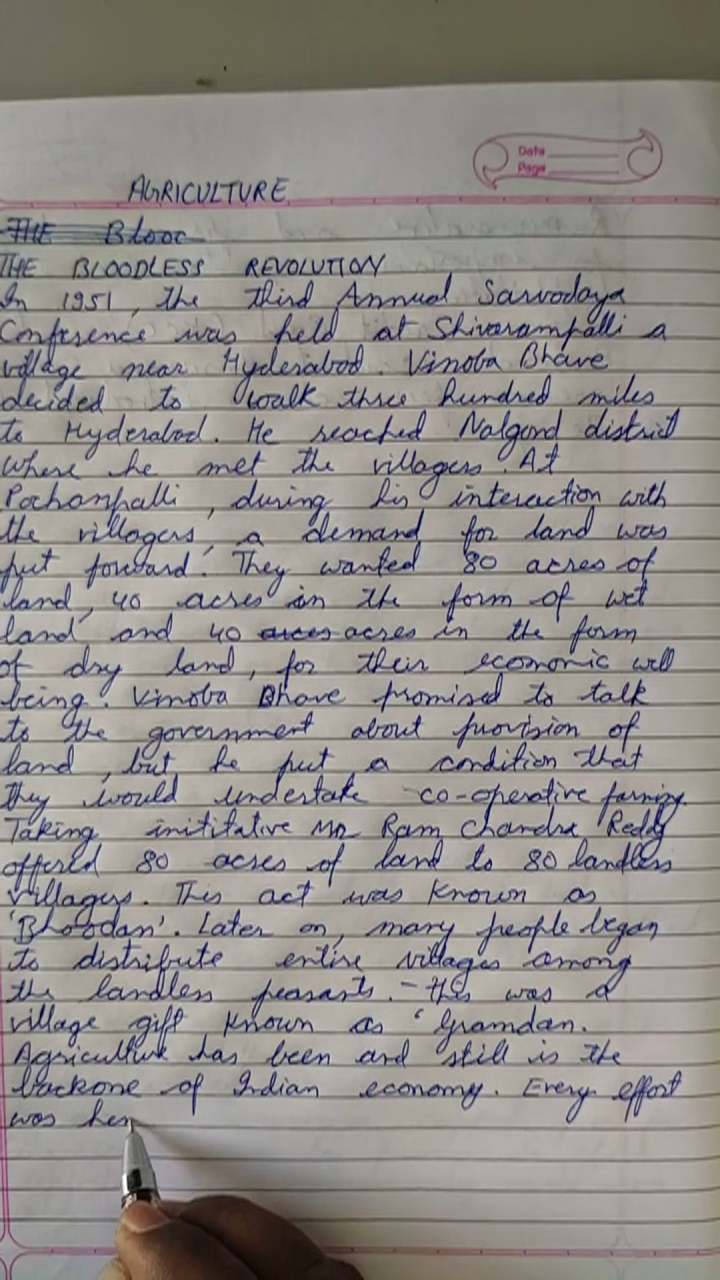 Date
Page
AGRICULTURE
THE Blooc
THE BLOODLESS REVOLUTION
In 1951, the third Annual Sarvodaya
Conference was held at Shivarampalli a
village near Hyderabad. Vinoba Bhave
decided to walk three hundred miles
to Hyderabad. He reached Nalgond district
where he met the villagers. At
Pochampalli, during his interaction with
the villagers, a demand for land was
put forward. They wanted 80 acres of
land, 40 acres in the form of wet
land and 40 acres acres in the form
of dry land, for their economic well
being. Vinoba Bhave promised to talk
to the government about provision of
land, but he put a condition that
they would undertake co-operative farming.
Taking inititative Mr Ram Chandra Reddy
offered 80 acres of land to 80 landless
villagers. This act was known as
'Bhoodan'. Later on, many people began
to distribute entire villages among
the landless peasants. - this was a
village gift known as 'Gramdan.
Agriculture has been and still is the
backone of Indian economy. Every effort
was her